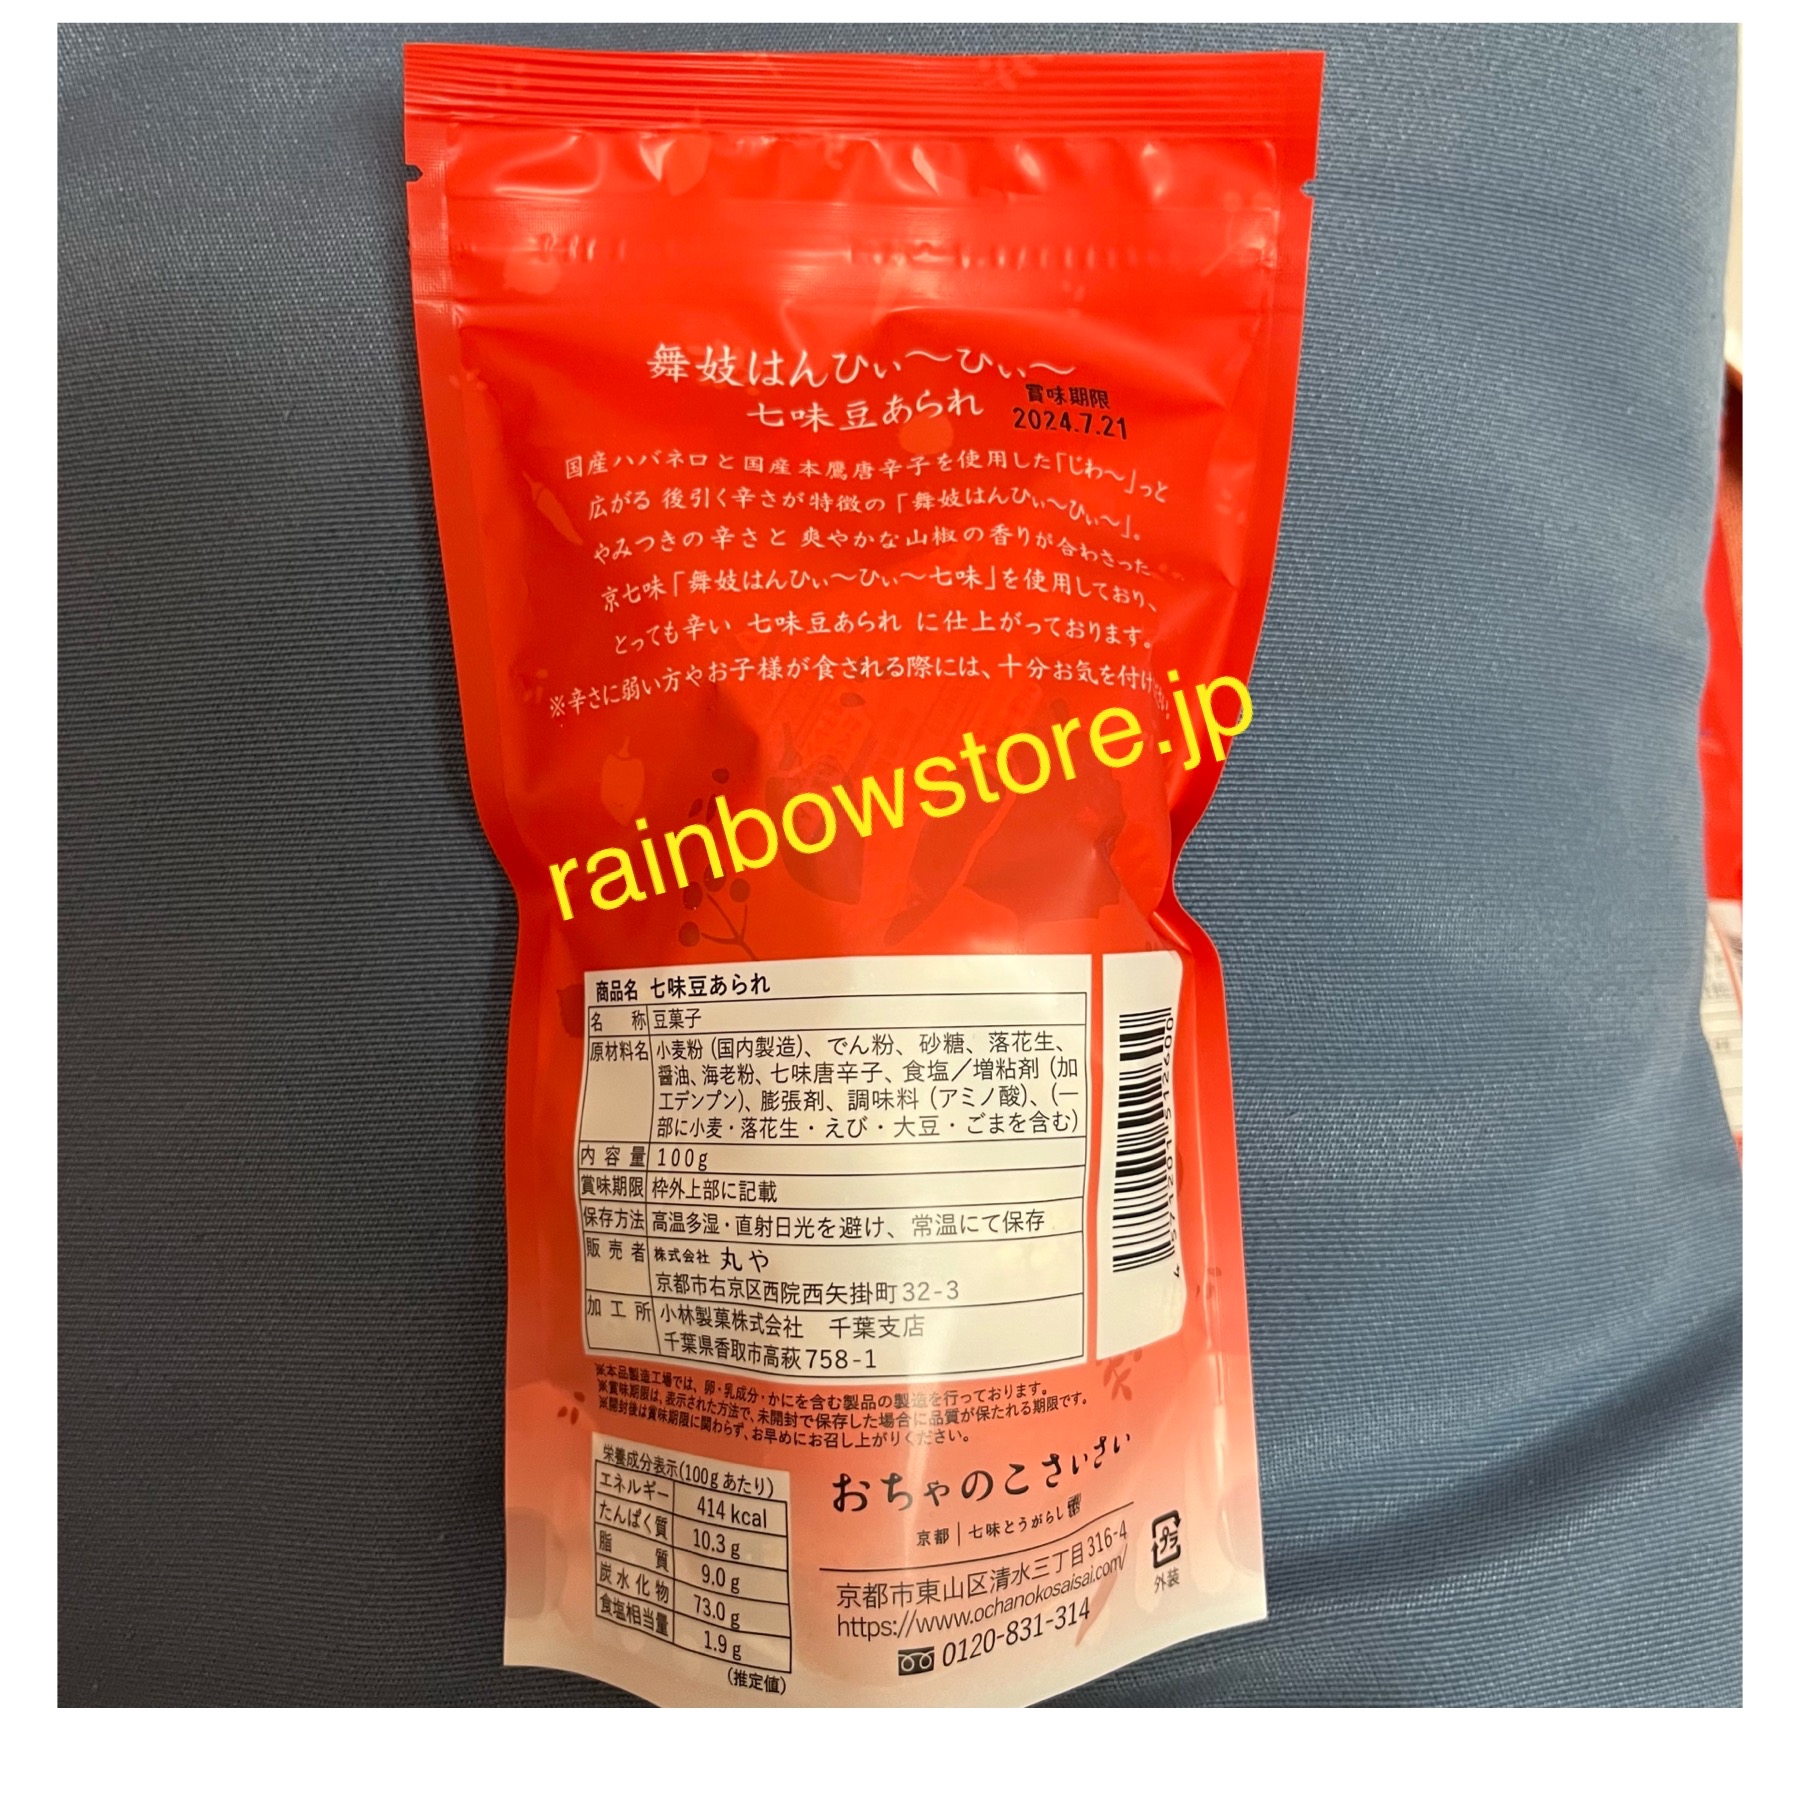 舞妓はんひぃ〜ひぃ〜
七味豆あられ
賞味期限
2024.7.21
国産ハバネロと国産本鷹唐辛子を使用した「じわ〜」っと
広がる 後引く辛さが特徴の「舞妓はんひぃ〜ひぃ〜」。
やみつきの辛さと 爽やかな山椒の香りが合わさった
京七味「舞妓はんひぃ〜ひぃ〜七味」を使用しており、
とっても辛い 七味豆あられ に仕上がっております。
※辛さに弱い方やお子様が食される際には、十分お気を付け
rainbowstore.jp
商品名 七味豆あられ
名 称 豆菓子
原材料名 小麦粉(国内製造)、でん粉、砂糖、落花生、
醤油、海老粉、七味唐辛子、食塩／増粘剤(加
エデンプン)、膨張剤、調味料(アミノ酸)、(一
部に小麦・落花生・えび・大豆・ごまを含む)
内容量 100g
賞味期限 枠外上部に記載
保存方法 高温多湿・直射日光を避け、常温にて保存
販売者 株式会社 丸や
京都市右京区西院西矢掛町32-3
加工所 小林製菓株式会社 千葉支店
千葉県香取市高萩758-1
4571201512600
※本品製造工場では、卵・乳成分・かにを含む製品の製造を行っております。
※賞味期限は、表示された方法で、未開封で保存した場合に品質が保たれる期限です。
※開封後は賞味期限に関わらず、お早めにお召し上がりください。
栄養成分表示(100gあたり)
エネルギー 414kcal
たんぱく質 10.3g
脂 質 9.0g
炭水化物 73.0g
食塩相当量 1.9g
(推定値)
おちゃのこさいさい
京都｜七味とうがらし
京都市東山区清水三丁目316-4
https://www.ochanokosaisai.com/
0120-831-314
プラ
外装